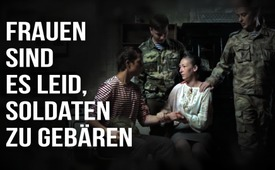 FRAUEN
SIND
ES LEID,
SOLDATEN
ZU GEBÄREN